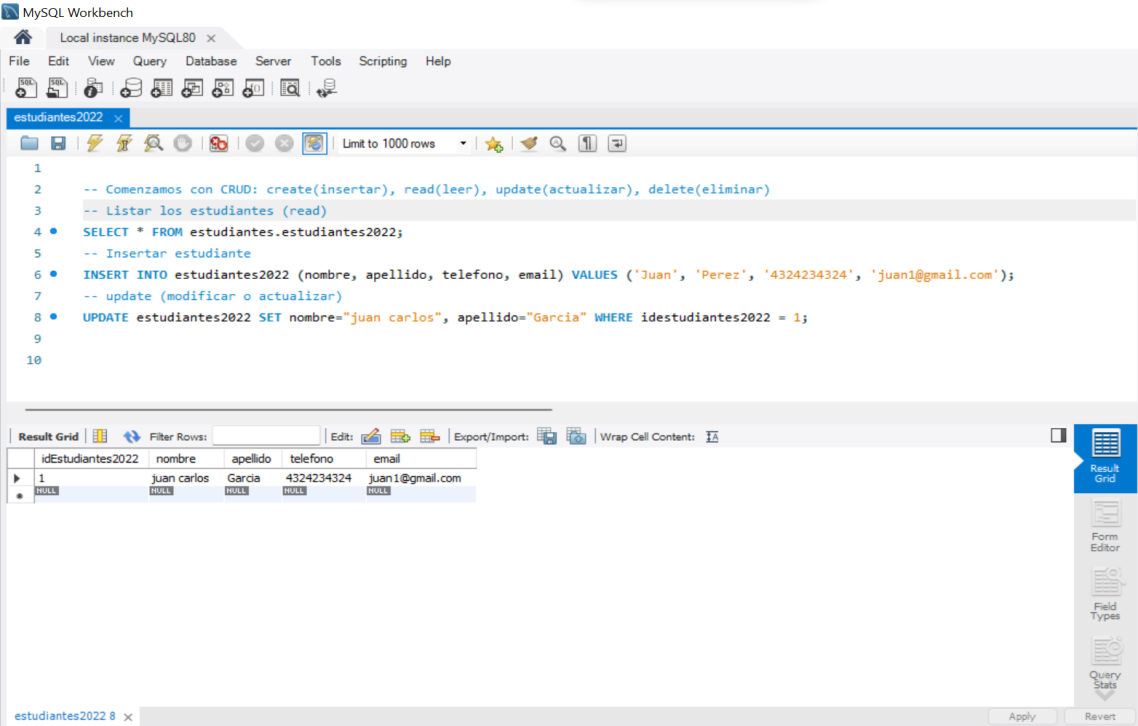 MySQL Workbench
Local instance MySQL80
File Edit View Query Database Server Tools Scripting Help
estudiantes2022
Limit to 1000 rows
1
2 -- Comenzamos con CRUD: create(insertar), read(leer), update(actualizar), delete(eliminar)
3 -- Listar los estudiantes (read)
4 SELECT * FROM estudiantes.estudiantes2022;
5 -- Insertar estudiante
6 INSERT INTO estudiantes2022 (nombre, apellido, telefono, email) VALUES ('Juan', 'Perez', '4324234324', 'juan1@gmail.com');
7 -- update (modificar o actualizar)
8 UPDATE estudiantes2022 SET nombre="juan carlos", apellido="Garcia" WHERE idestudiantes2022 = 1;
9
10
Result Grid Filter Rows: Edit: Export/Import: Wrap Cell Content:
idEstudiantes2022 nombre apellido telefono email
1 juan carlos Garcia 4324234324 juan1@gmail.com
NULL NULL NULL NULL NULL
Result
Grid
Form
Editor
Field
Types
Query
Stats
estudiantes2022 8
Apply Revert